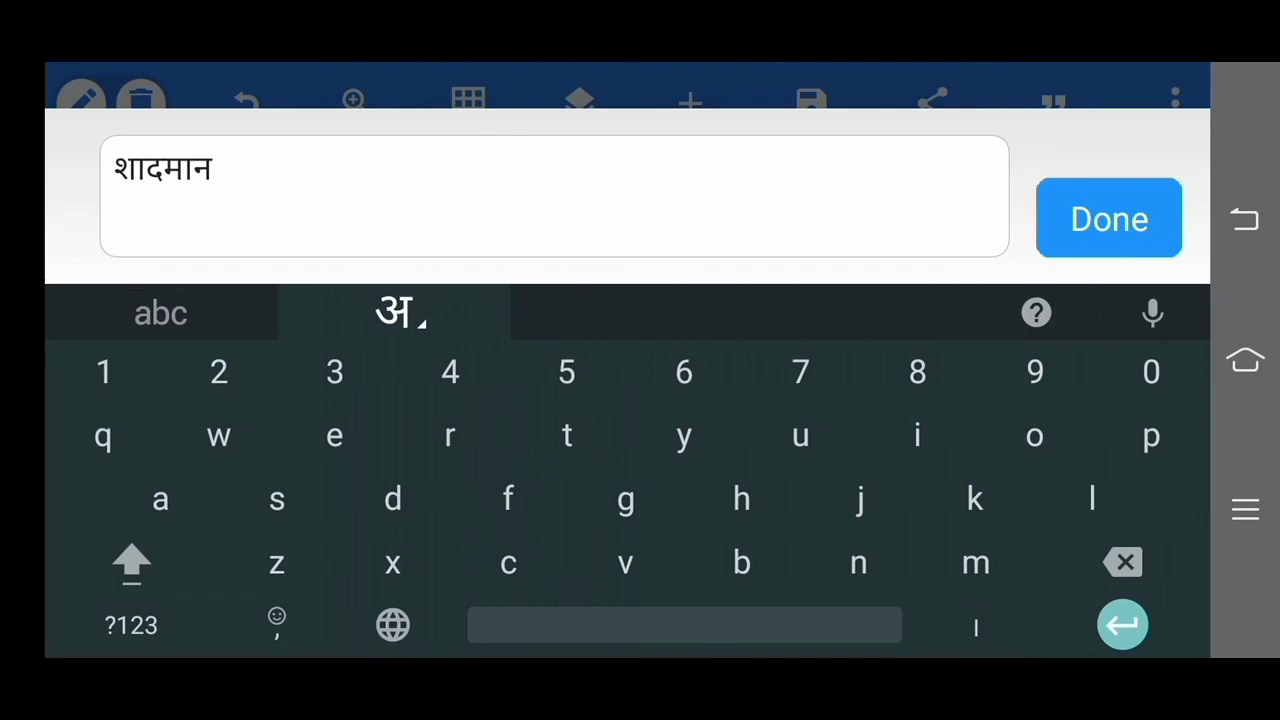 शादमान
Done
abc अ ?
1 2 3 4 5 6 7 8 9 0
q w e r t y u i o p
a s d f g h j k l
z x c v b n m
?123 , ।